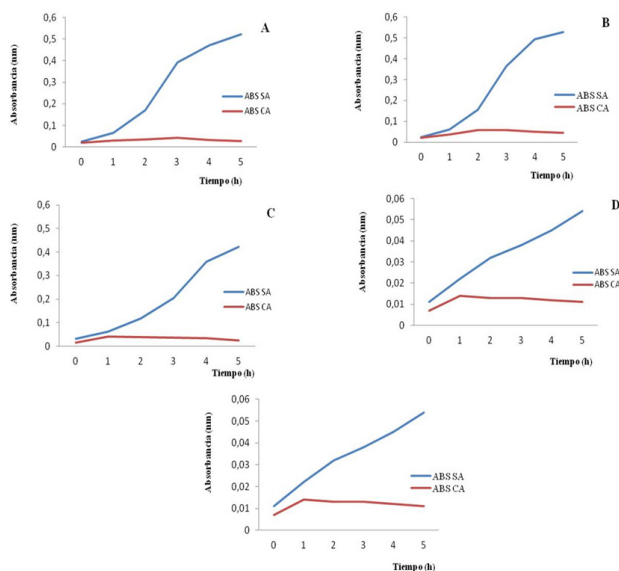 A
Absorbancia (nm)
0,6
0,5
0,4
0,3
0,2
0,1
0
ABS SA
ABS CA
0 1 2 3 4 5
Tiempo (h)
B
Absorbancia (nm)
0,6
0,5
0,4
0,3
0,2
0,1
0
ABS SA
ABS CA
0 1 2 3 4 5
Tiempo (h)
C
Absorbancia (nm)
0,6
0,5
0,4
0,3
0,2
0,1
0
ABS SA
ABS CA
0 1 2 3 4 5
Tiempo (h)
D
Absorbancia (nm)
0,06
0,05
0,04
0,03
0,02
0,01
0
ABS SA
ABS CA
0 1 2 3 4 5
Tiempo (h)
Absorbancia (nm)
0,06
0,05
0,04
0,03
0,02
0,01
0
ABS SA
ABS CA
0 1 2 3 4 5
Tiempo (h)